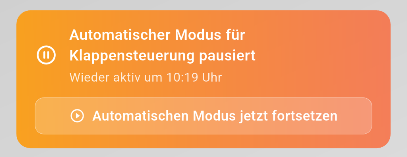 Automatischer Modus für
Klappensteuerung pausiert
Wieder aktiv um 10:19 Uhr
Automatischen Modus jetzt fortsetzen